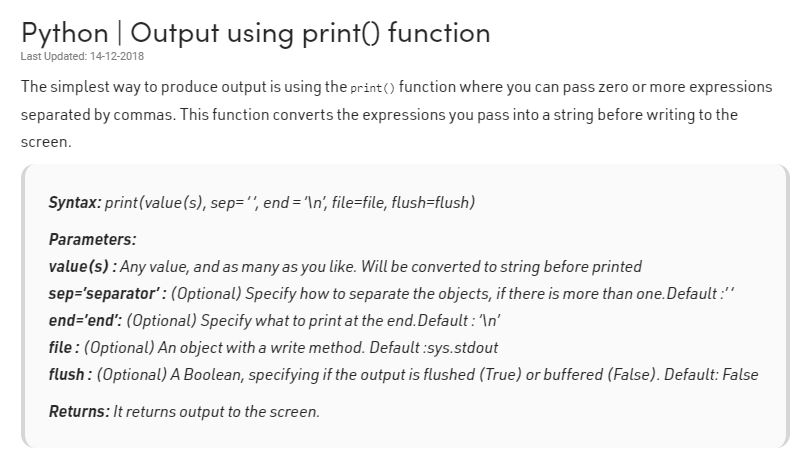 Python | Output using print() function
Last Updated: 14-12-2018
The simplest way to produce output is using the print() function where you can pass zero or more expressions
separated by commas. This function converts the expressions you pass into a string before writing to the
screen.
Syntax: print(value(s), sep= ‘ ‘, end = ‘\n’, file=file, flush=flush)
Parameters:
value(s) : Any value, and as many as you like. Will be converted to string before printed
sep=’separator’ : (Optional) Specify how to separate the objects, if there is more than one.Default :’ ‘
end=’end’: (Optional) Specify what to print at the end.Default : ‘\n’
file : (Optional) An object with a write method. Default :sys.stdout
flush : (Optional) A Boolean, specifying if the output is flushed (True) or buffered (False). Default: False
Returns: It returns output to the screen.